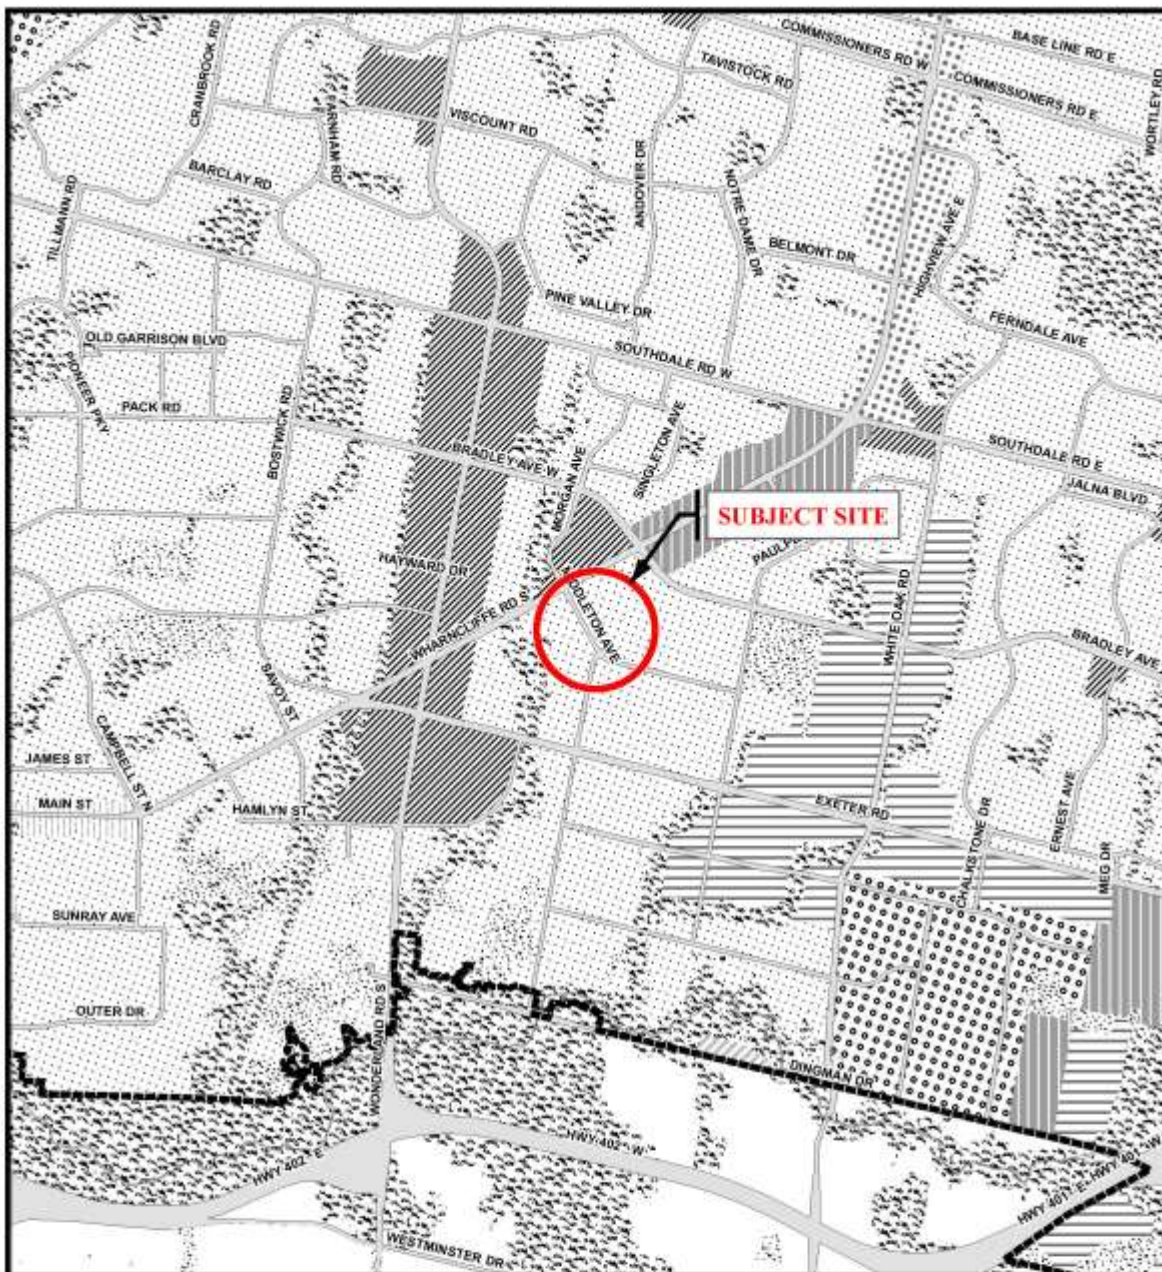 BASE LINE RD E
COMMISSIONERS RD W
COMMISSIONERS RD E
WORTLEY RD
CRANBROOK RD
TAVISTOCK RD
FARNHAM RD
VISCOUNT RD
ANDOVER DR
NOTRE DAME DR
BARCLAY RD
TILLMANN RD
HIGHVIEW AVE E
BELMONT DR
PINE VALLEY DR
FERNDALE AVE
OLD GARRISON BLVD
SOUTHDALE RD W
PIONEER PKY
PACK RD
BOSTWICK RD
SINGLETON AVE
BRADLEY AVE W
MORGAN AVE
SOUTHDALE RD E
JALNA BLVD
SUBJECT SITE
HAYWARD DR
WHARNCLIFFE RD S
WHITE OAK RD
BRADLEY AVE
SAVOY ST
CAMPBELL ST N
JAMES ST
MAIN ST
HAMLYN ST
EXETER RD
CHALKSTONE DR
ERNEST AVE
MEG DR
SUNRAY AVE
OUTER DR
WONDERLAND RD S
DINGMAN DR
HWY 402 E
HWY 402 W
HWY 401 E
WESTMINSTER DR